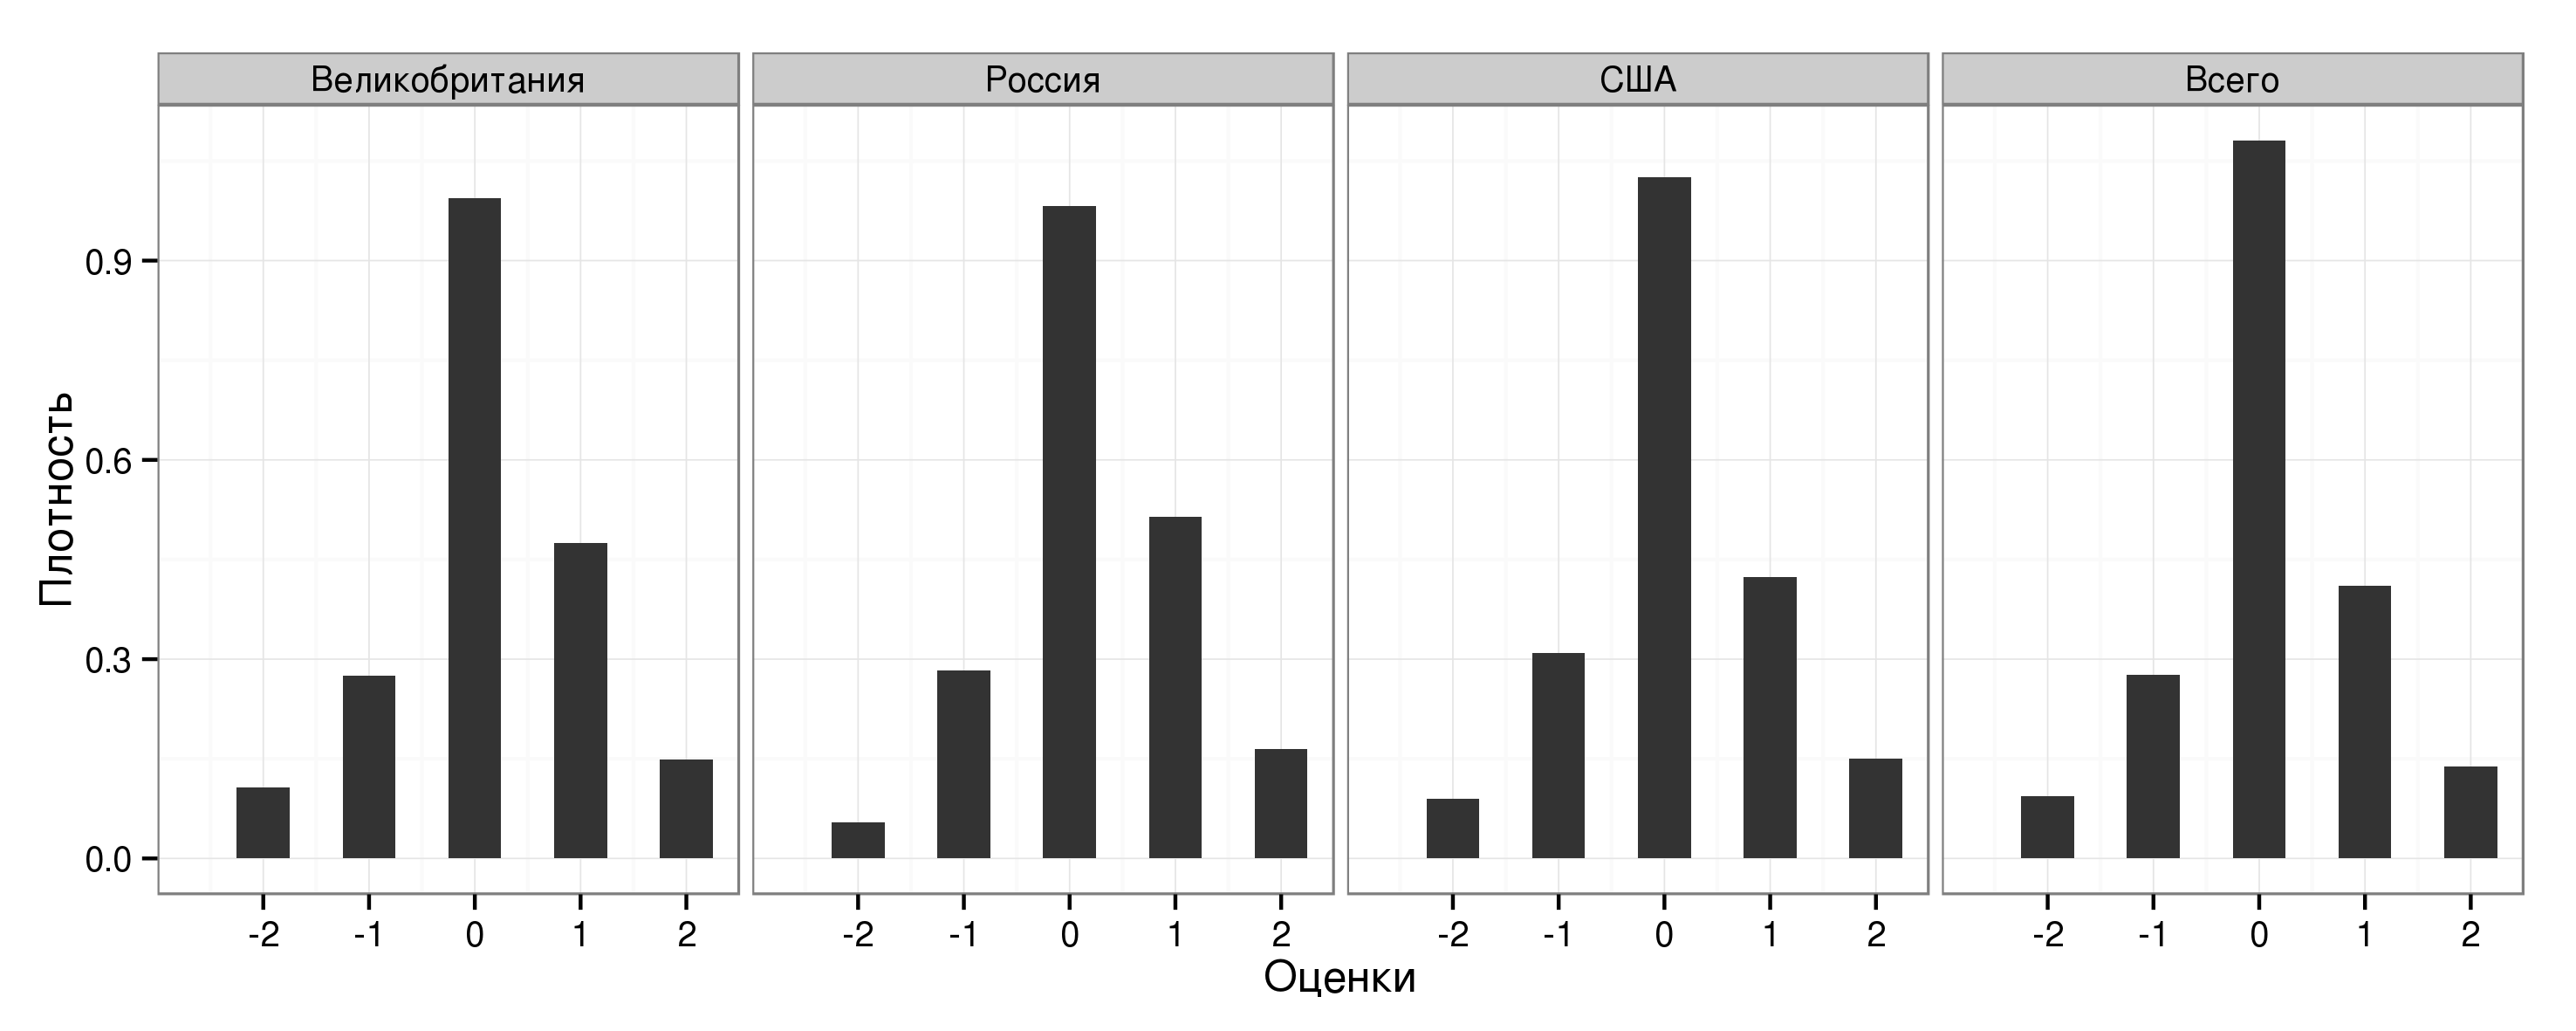 Великобритания Россия США Всего
Плотность
0.9
0.6
0.3
0.0
-2 -1 0 1 2 -2 -1 0 1 2 -2 -1 0 1 2 -2 -1 0 1 2
Оценки